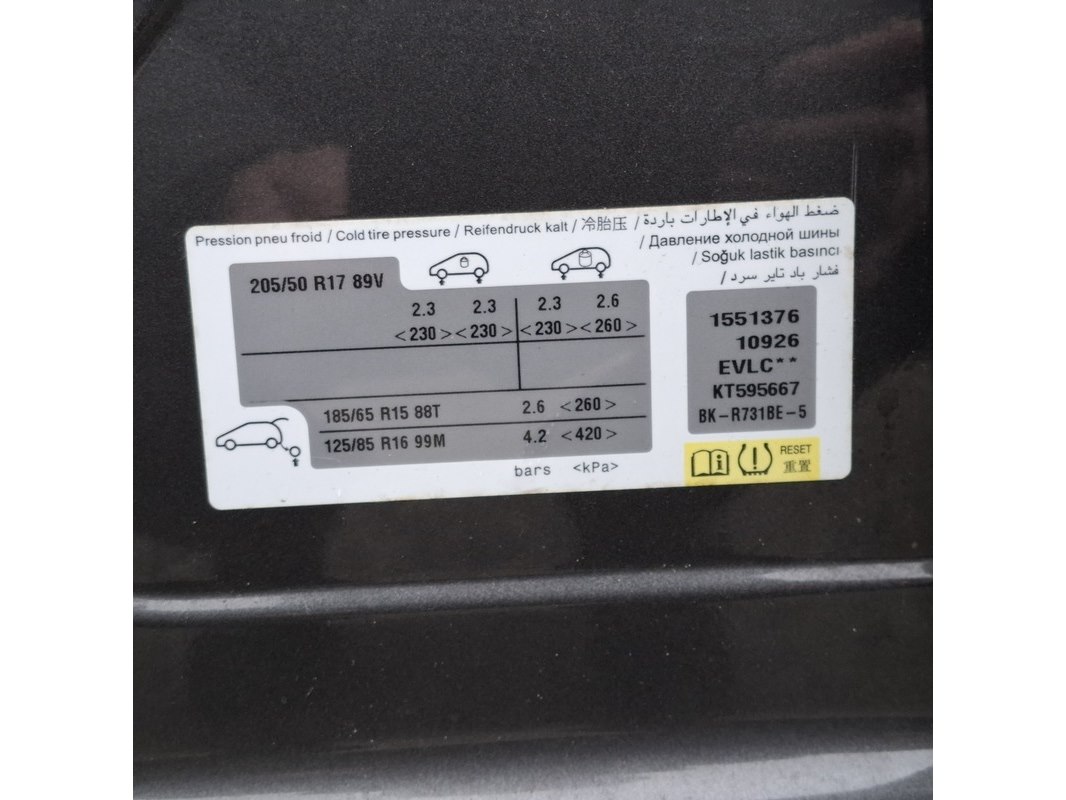 Pression pneu froid / Cold tire pressure / Reifendruck kalt / 冷胎压 / ضغط الهواء في الإطارات باردة
/ Давление холодной шины
/ Soğuk lastik basıncı
/ فشار باد تایر سرد
205/50 R17 89V
2.3 2.3 2.3 2.6
<230> <230> <230> <260>
185/65 R15 88T 2.6 <260>
125/85 R16 99M 4.2 <420>
bars <kPa>
1551376
10926
EVLC**
KT595667
BK-R731BE-5
RESET
重置